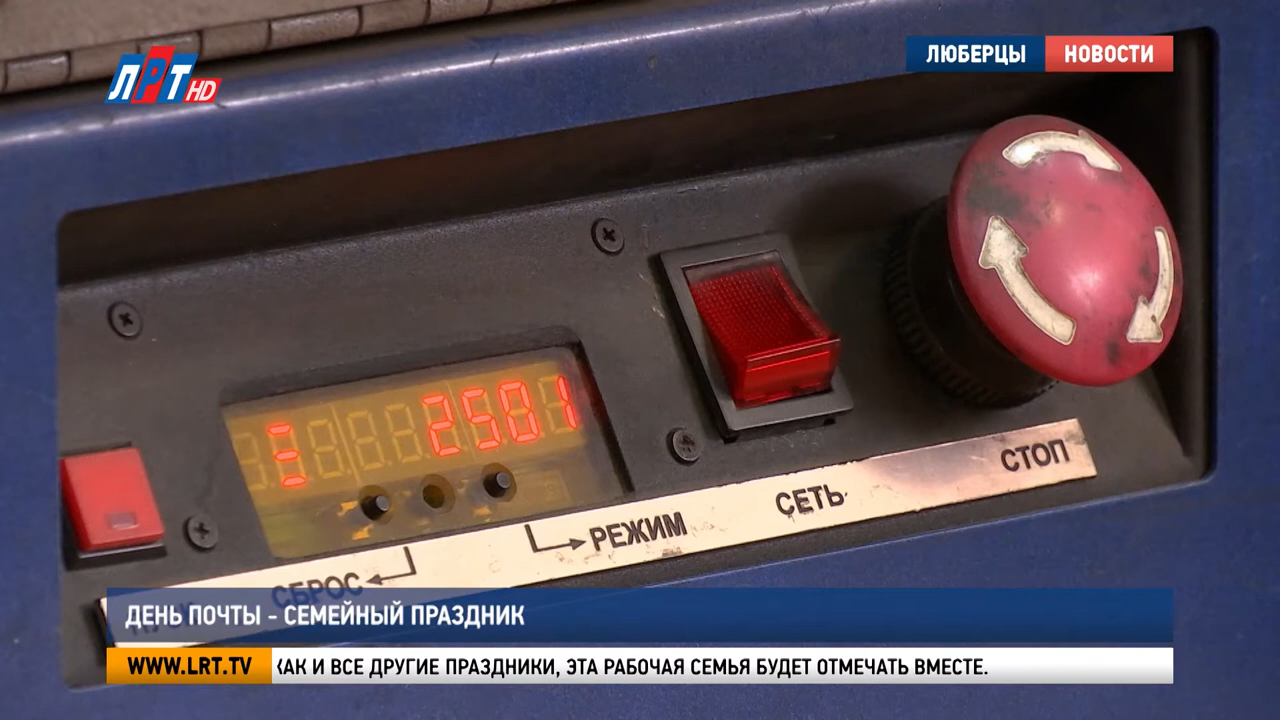 ЛРТ HD
ЛЮБЕРЦЫ НОВОСТИ
2501
СТОП
СЕТЬ
РЕЖИМ
СБРОС
ДЕНЬ ПОЧТЫ - СЕМЕЙНЫЙ ПРАЗДНИК
WWW.LRT.TV КАК И ВСЕ ДРУГИЕ ПРАЗДНИКИ, ЭТА РАБОЧАЯ СЕМЬЯ БУДЕТ ОТМЕЧАТЬ ВМЕСТЕ.